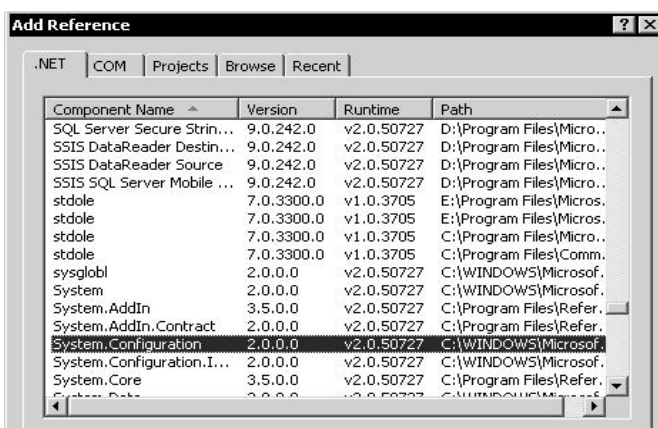 Add Reference
.NET COM Projects Browse Recent
Component Name Version Runtime Path
SQL Server Secure Strin... 9.0.242.0 v2.0.50727 D:\Program Files\Micro..
SSIS DataReader Destin... 9.0.242.0 v2.0.50727 D:\Program Files\Micro..
SSIS DataReader Source 9.0.242.0 v2.0.50727 D:\Program Files\Micro..
SSIS SQL Server Mobile ... 9.0.242.0 v2.0.50727 D:\Program Files\Micro..
stdole 7.0.3300.0 v1.0.3705 E:\Program Files\Micros.
stdole 7.0.3300.0 v1.0.3705 E:\Program Files\Micros.
stdole 7.0.3300.0 v1.0.3705 C:\Program Files\Micro..
stdole 7.0.3300.0 v1.0.3705 C:\Program Files\Comm.
sysglobl 2.0.0.0 v2.0.50727 C:\WINDOWS\Microsof.
System 2.0.0.0 v2.0.50727 C:\WINDOWS\Microsof.
System.AddIn 3.5.0.0 v2.0.50727 C:\Program Files\Refer.
System.AddIn.Contract 2.0.0.0 v2.0.50727 C:\Program Files\Refer.
System.Configuration 2.0.0.0 v2.0.50727 C:\WINDOWS\Microsof.
System.Configuration.I... 2.0.0.0 v2.0.50727 C:\WINDOWS\Microsof.
System.Core 3.5.0.0 v2.0.50727 C:\Program Files\Refer.